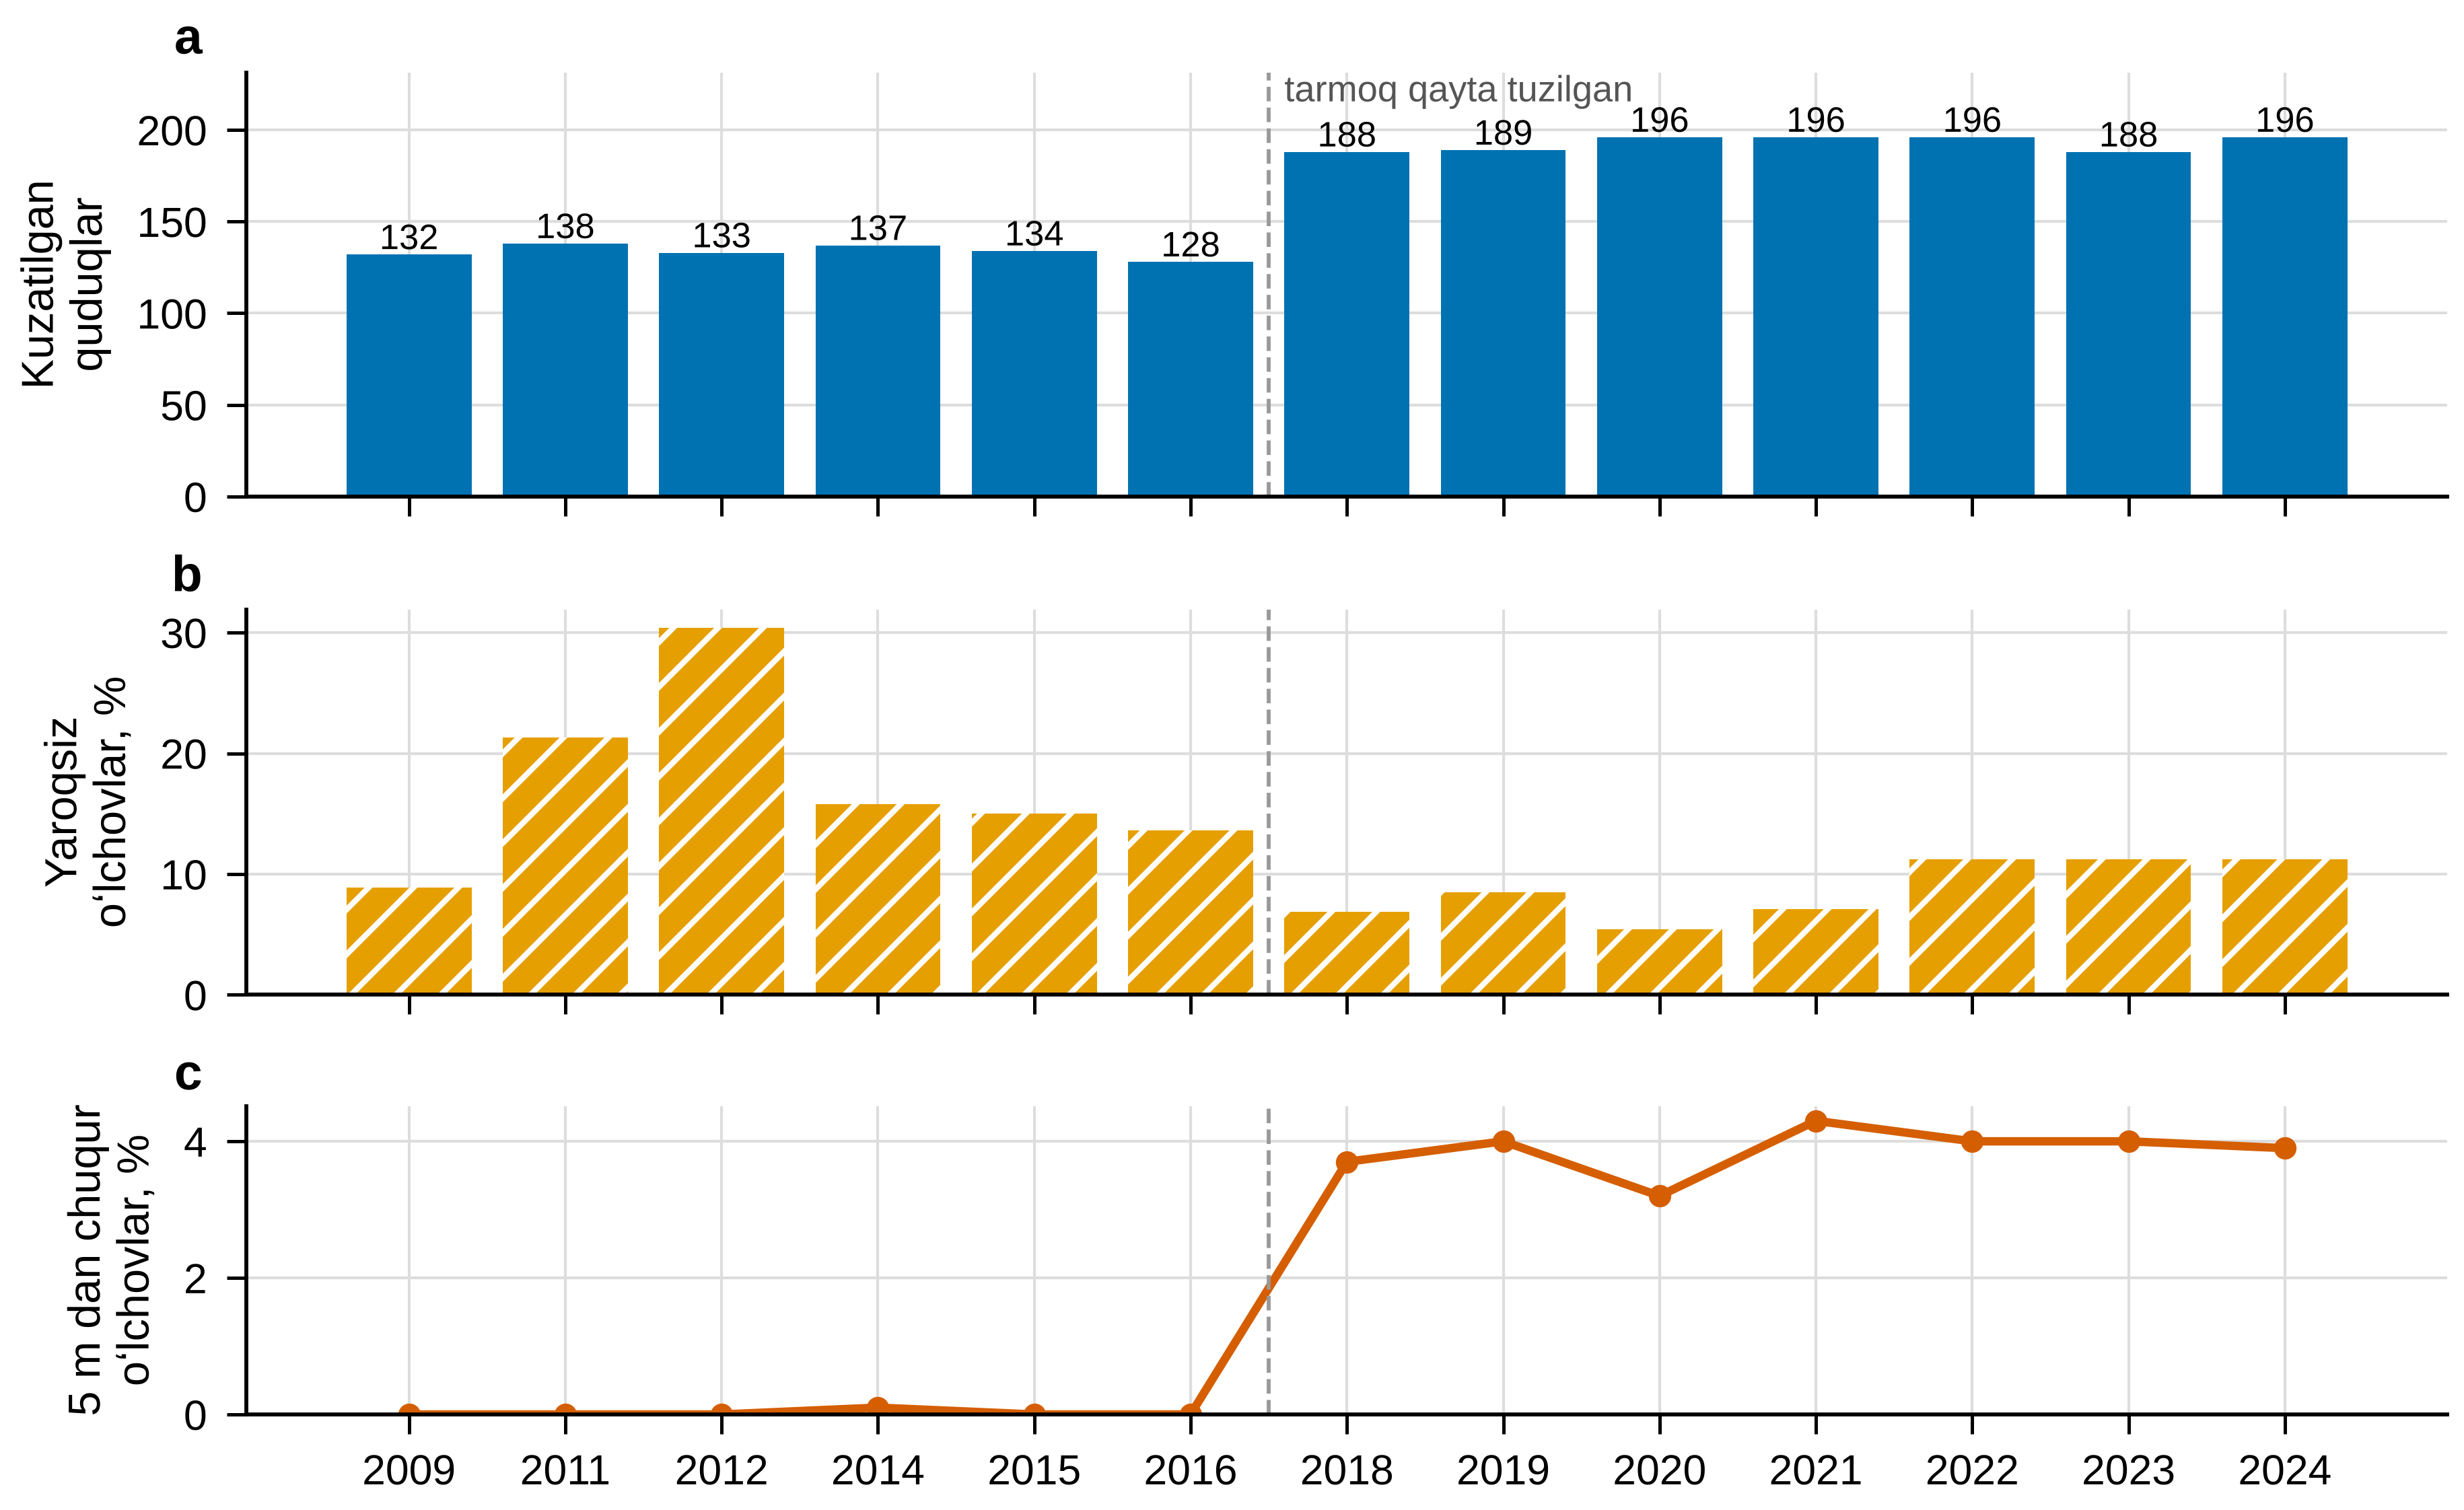 a
Kuzatilgan
quduqlar
200
150
100
50
0
tarmoq qayta tuzilgan
132
138
133
137
134
128
188
189
196
196
196
188
196
b
Yaroqsiz
o‘lchovlar, %
30
20
10
0
c
5 m dan chuqur
o‘lchovlar, %
4
2
0
2009 2011 2012 2014 2015 2016 2018 2019 2020 2021 2022 2023 2024